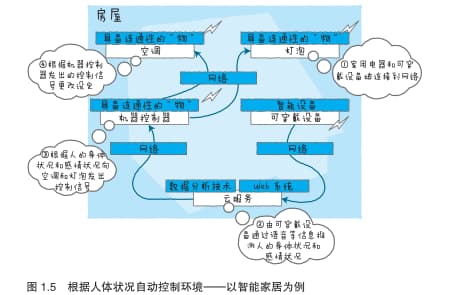 房屋
具备连通性的“物”
空调
具备连通性的“物”
灯泡
④根据机器控制
器发出的控制信
号更改设定
①家用电器和可穿
戴设备被连接到网络
网络
具备连通性的“物”
机器控制器
智能设备
可穿戴设备
③根据人的身体
状况和感情状况向
空调和灯泡发出
控制信号
网络
网络
数据分析技术
Web系统
云服务
②由可穿戴设
备通过语音等信息推
测人的身体状况和
感情状况
图 1.5 根据人体状况自动控制环境——以智能家居为例